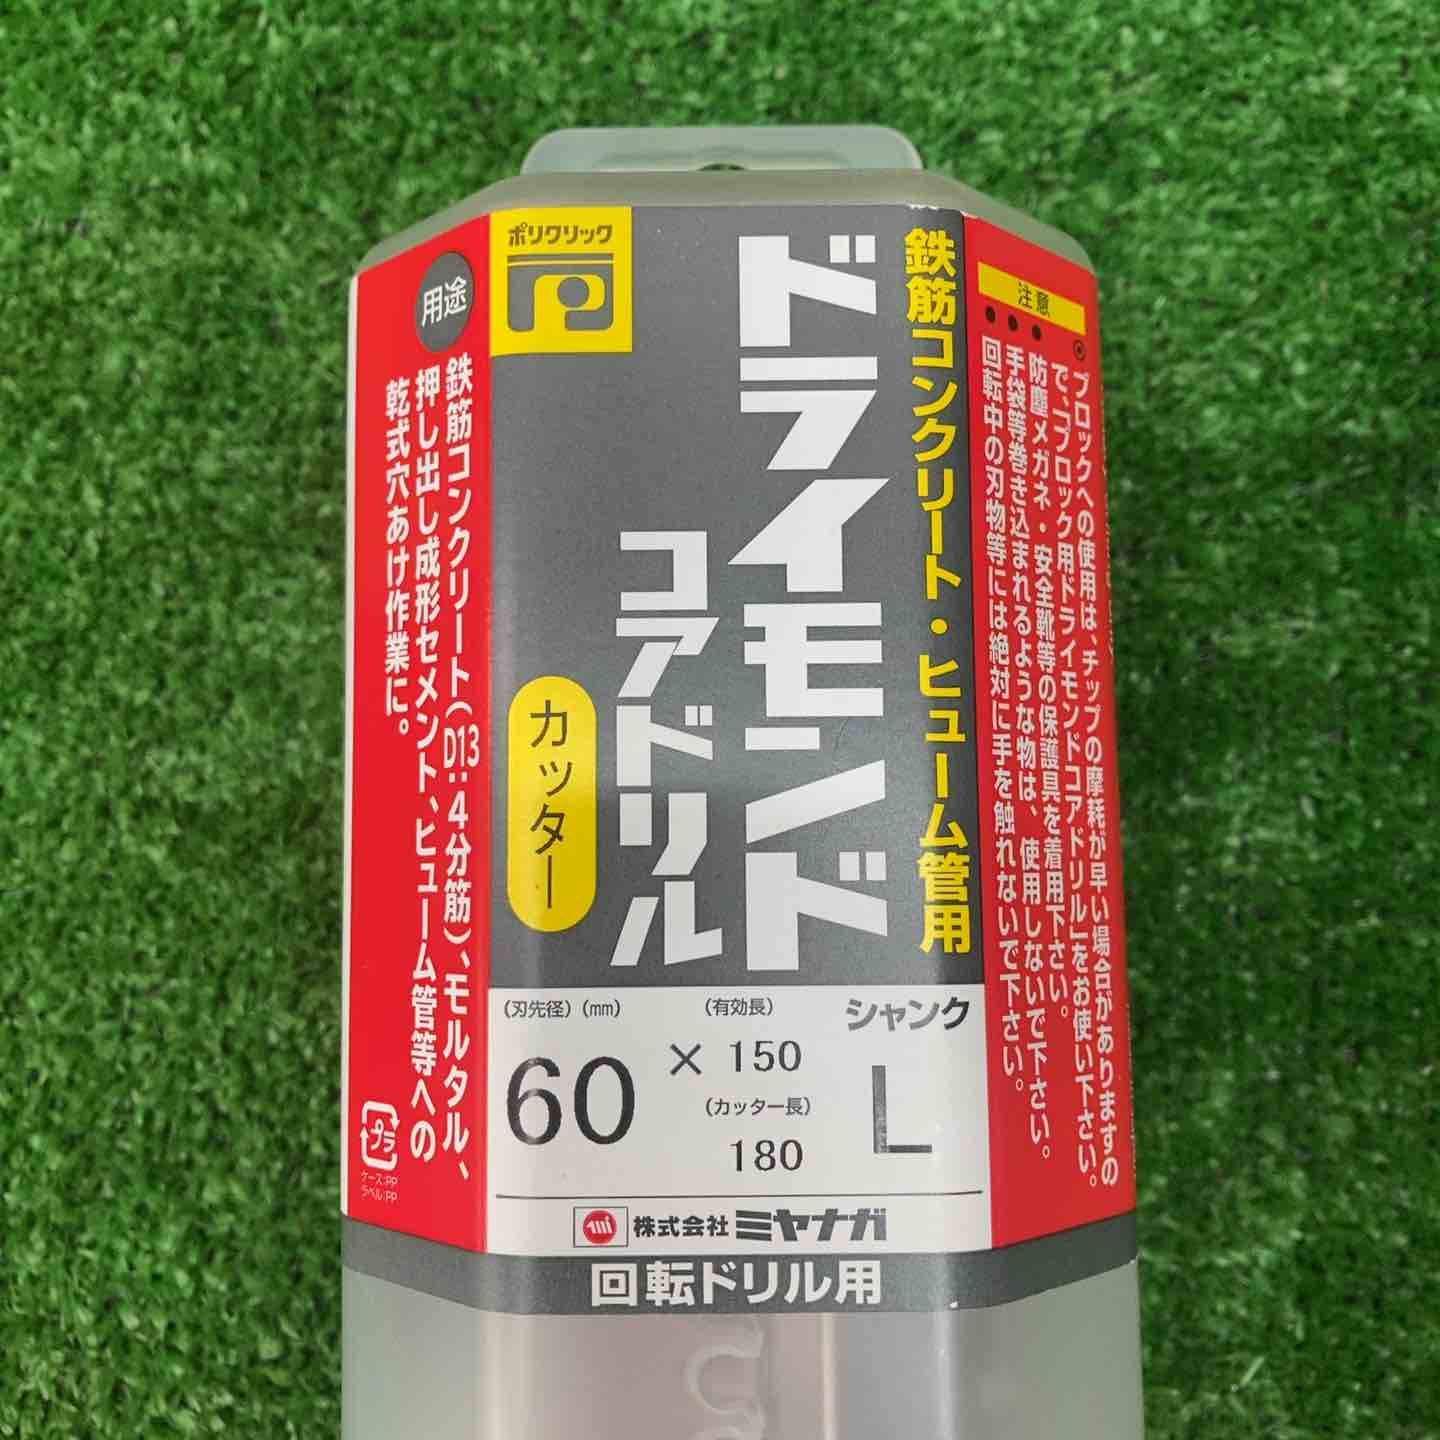 ポリクリック
鉄筋コンクリート・ヒューム管用
ドライモンド
コアドリル
カッター
用途
鉄筋コンクリート(D13:4分筋)、モルタル、
押し出し成形セメント、ヒューム管等への
乾式穴あけ作業に。
プラ
ケース:PP
ラベル:PP
注意
ブロックへの使用は、チップの摩耗が早い場合がありますの
で、「ブロック用ドライモンドコアドリル」をお使い下さい。
防塵メガネ・安全靴等の保護具を着用下さい。
手袋等巻き込まれるような物は、使用しないで下さい。
回転中の刃物等には絶対に手を触れないで下さい。
(刃先径)(mm)
60
×
(有効長)
150
(カッター長)
180
シャンク
L
株式会社ミヤナガ
回転ドリル用